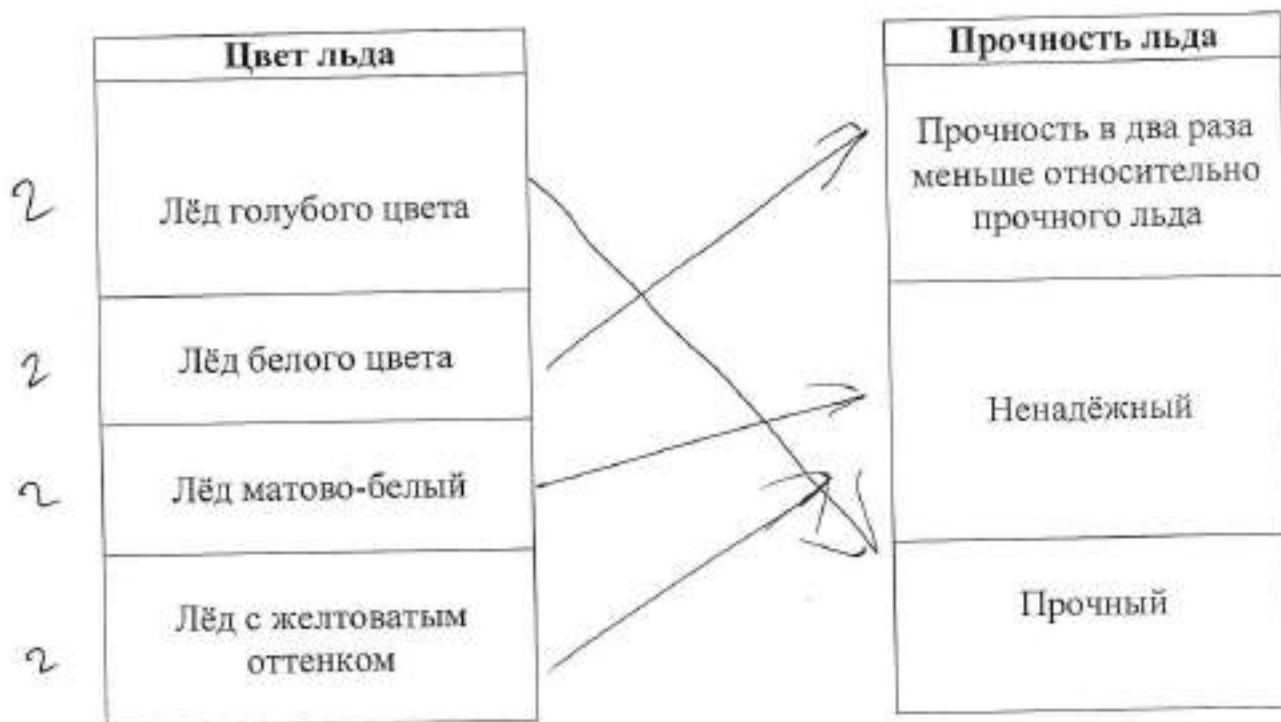 Цвет льда
2
Лёд голубого цвета
2
Лёд белого цвета
2
Лёд матово-белый
2
Лёд с желтоватым
оттенком
Прочность льда
Прочность в два раза
меньше относительно
прочного льда
Ненадёжный
Прочный